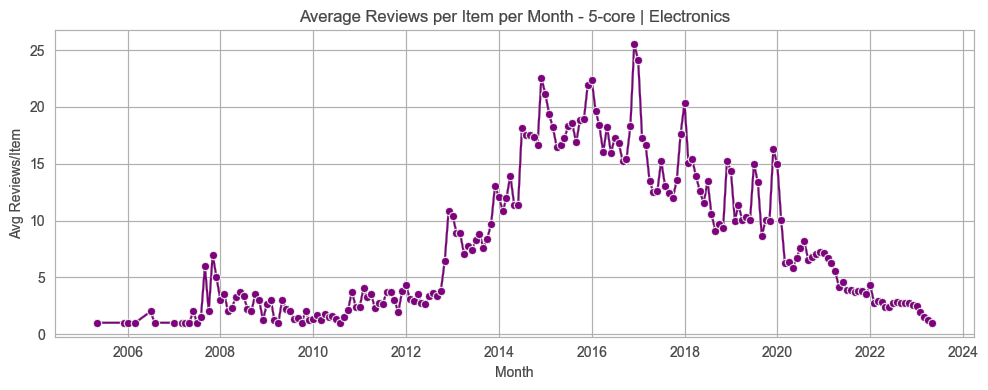 Average Reviews per Item per Month - 5-core | Electronics
Avg Reviews/Item
25
20
15
10
5
0
2006 2008 2010 2012 2014 2016 2018 2020 2022 2024
Month